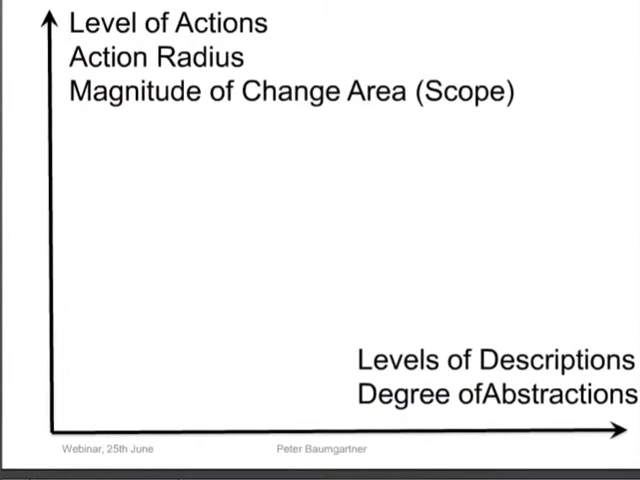 Level of Actions
Action Radius
Magnitude of Change Area (Scope)
Levels of Descriptions
Degree ofAbstractions
Webinar, 25th June
Peter Baumgartner